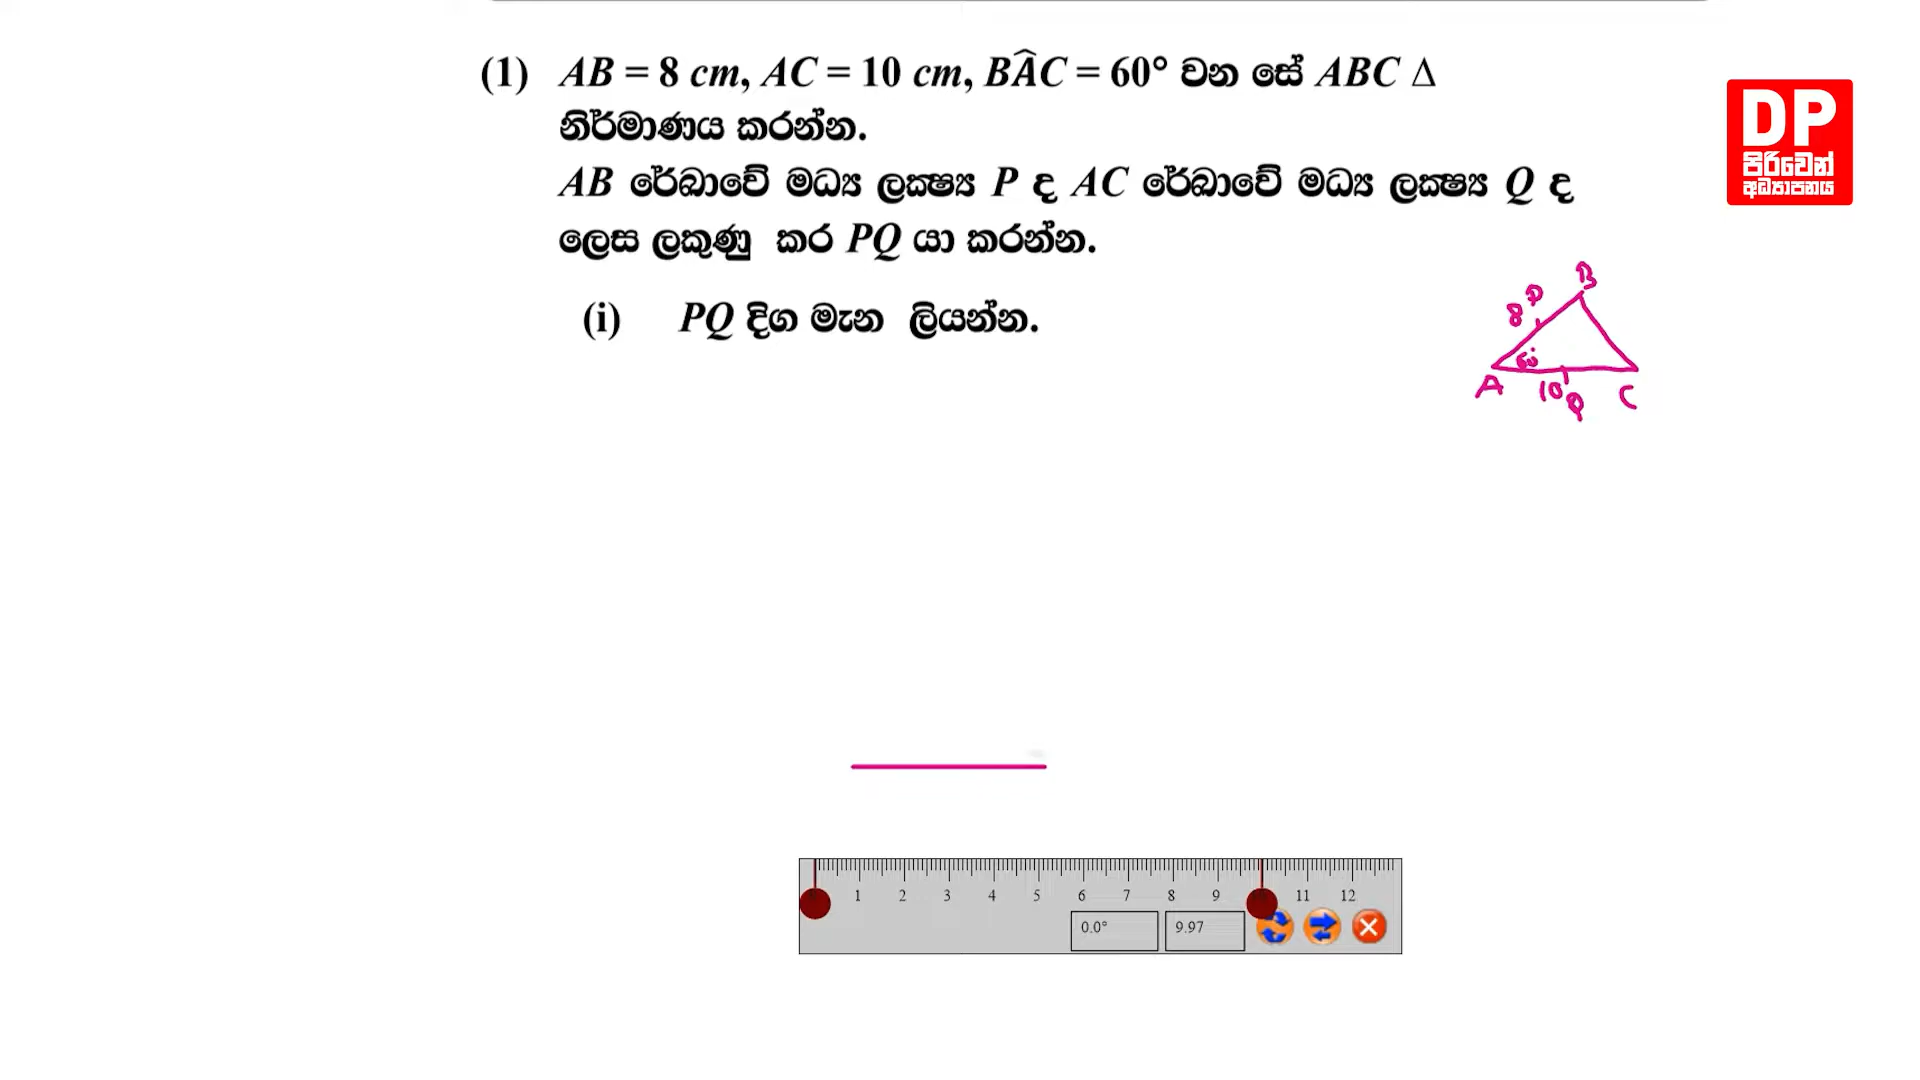 (1) AB = 8 cm, AC = 10 cm, BÂC = 60° වන සේ ABC Δ
නිර්මාණය කරන්න.
AB රේඛාවේ මධ්‍ය ලක්‍ෂ්‍ය P ද AC රේඛාවේ මධ්‍ය ලක්‍ෂ්‍ය Q ද
ලෙස ලකුණු කර PQ යා කරන්න.
(i) PQ දිග මැන ලියන්න.
DP
පිරිවෙන්
අධ්‍යාපනය
B
P
8
60°
A
10
Q
C
1 2 3 4 5 6 7 8 9 11 12
0.0° 9.97